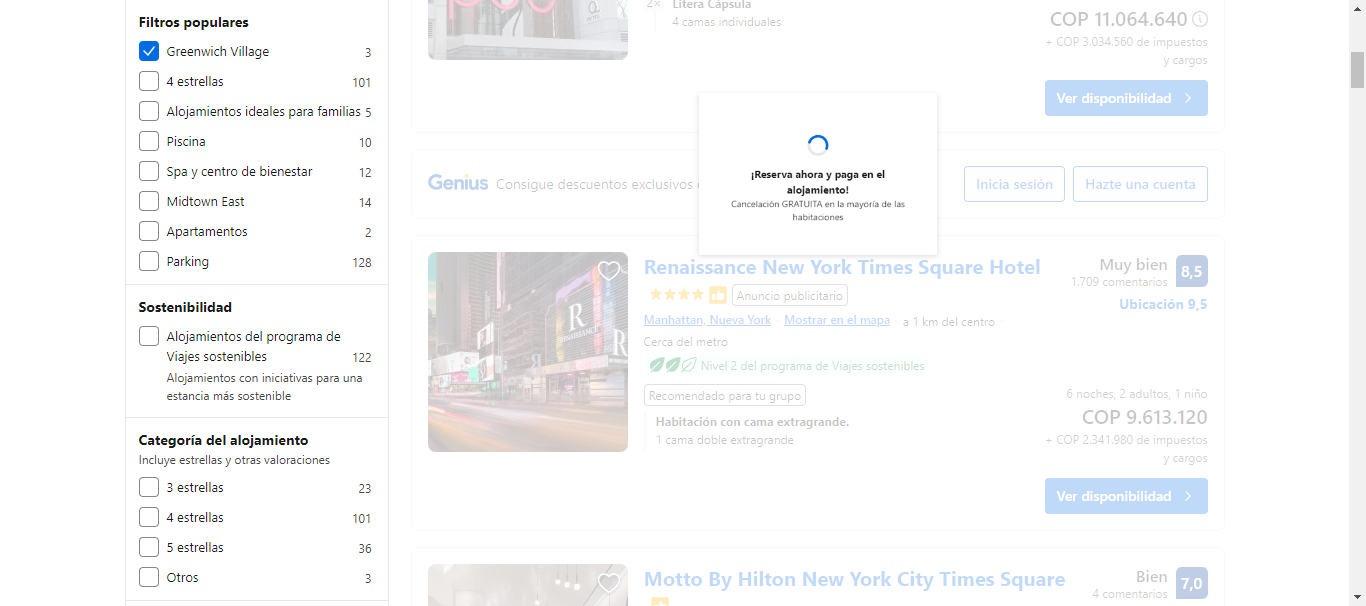 Filtros populares
Greenwich Village 3
4 estrellas 101
Alojamientos ideales para familias 5
Piscina 10
Spa y centro de bienestar 12
Midtown East 14
Apartamentos 2
Parking 128
Sostenibilidad
Alojamientos del programa de
Viajes sostenibles 122
Alojamientos con iniciativas para una
estancia más sostenible
Categoría del alojamiento
Incluye estrellas y otras valoraciones
3 estrellas 23
4 estrellas 101
5 estrellas 36
Otros 3
2× Litera Cápsula
4 camas individuales
COP 11.064.640
+ COP 3.034.560 de impuestos
y cargos
Ver disponibilidad
¡Reserva ahora y paga en el
alojamiento!
Cancelación GRATUITA en la mayoría de las
habitaciones
Genius Consigue descuentos exclusivos
Inicia sesión
Hazte una cuenta
Renaissance New York Times Square Hotel
Anuncio publicitario
Manhattan, Nueva York · Mostrar en el mapa · a 1 km del centro
Cerca del metro
Nivel 2 del programa de Viajes sostenibles
Recomendado para tu grupo
Habitación con cama extragrande.
1 cama doble extragrande
Muy bien 8,5
1.709 comentarios
Ubicación 9,5
6 noches, 2 adultos, 1 niño
COP 9.613.120
+ COP 2.341.980 de impuestos
y cargos
Ver disponibilidad
R
RENAISSANCE
Motto By Hilton New York City Times Square
Bien 7,0
4 comentarios